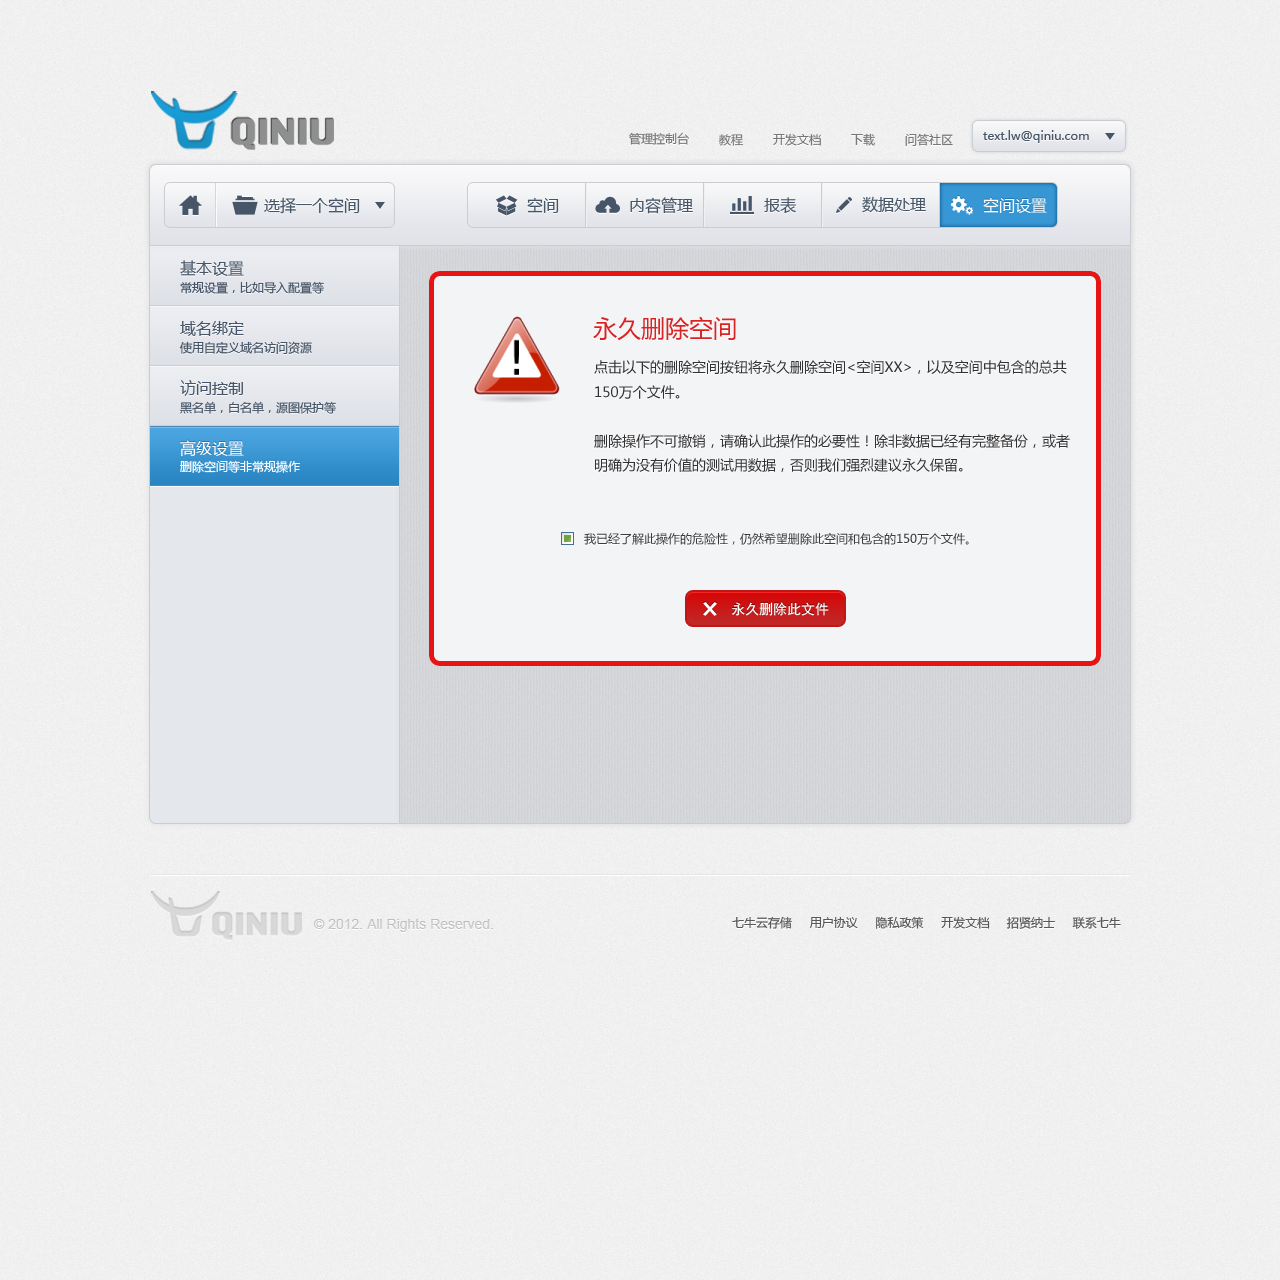 QINIU
管理控制台 教程 开发文档 下载 问答社区 text.lw@qiniu.com
选择一个空间 空间 内容管理 报表 数据处理 空间设置
基本设置
常规设置，比如导入配置等
域名绑定
使用自定义域名访问资源
访问控制
黑名单，白名单，源图保护等
高级设置
删除空间等非常规操作
永久删除空间
点击以下的删除空间按钮将永久删除空间<空间XX>，以及空间中包含的总共
150万个文件。
删除操作不可撤销，请确认此操作的必要性！除非数据已经有完整备份，或者
明确为没有价值的测试用数据，否则我们强烈建议永久保留。
我已经了解此操作的危险性，仍然希望删除此空间和包含的150万个文件。
永久删除此文件
QINIU © 2012. All Rights Reserved. 七牛云存储 用户协议 隐私政策 开发文档 招贤纳士 联系七牛